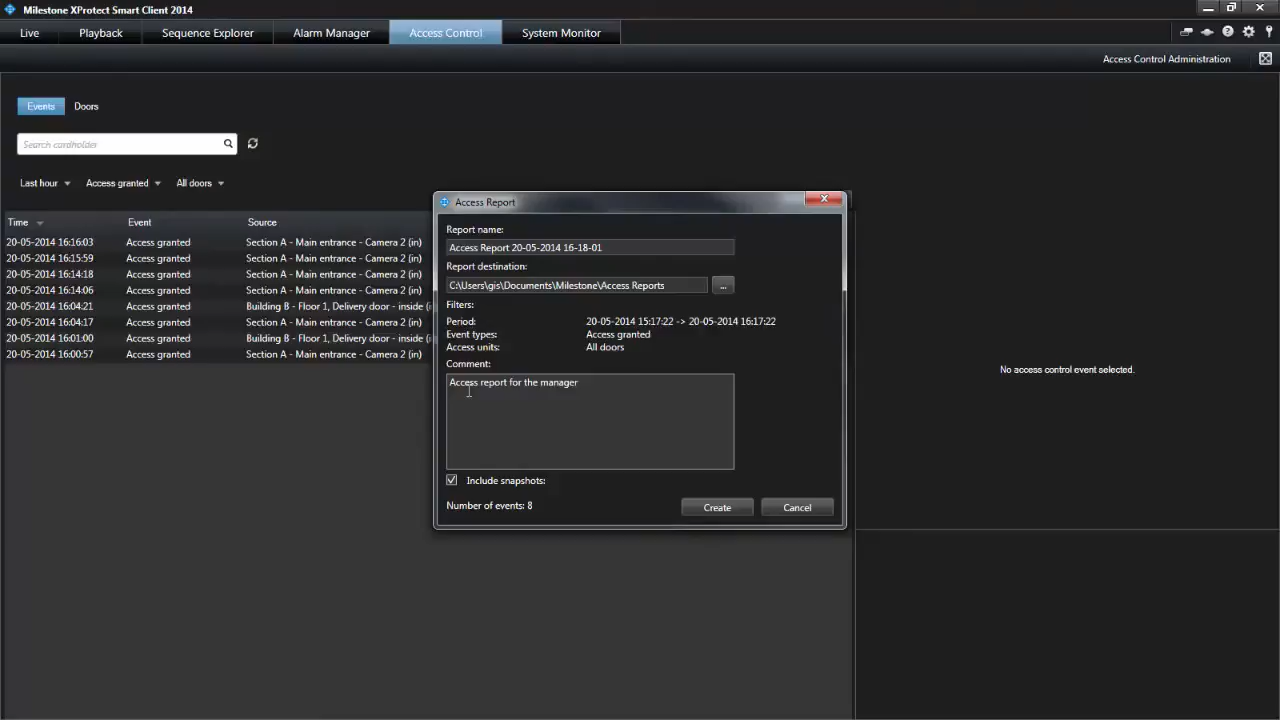 Milestone XProtect Smart Client 2014
Live Playback Sequence Explorer Alarm Manager Access Control System Monitor
Access Control Administration
Events Doors
Search cardholder
Last hour Access granted All doors
Time Event Source
20-05-2014 16:16:03 Access granted Section A - Main entrance - Camera 2 (in)
20-05-2014 16:15:59 Access granted Section A - Main entrance - Camera 2 (in)
20-05-2014 16:14:18 Access granted Section A - Main entrance - Camera 2 (in)
20-05-2014 16:14:06 Access granted Section A - Main entrance - Camera 2 (in)
20-05-2014 16:04:21 Access granted Building B - Floor 1, Delivery door - inside (i
20-05-2014 16:04:17 Access granted Section A - Main entrance - Camera 2 (in)
20-05-2014 16:01:00 Access granted Building B - Floor 1, Delivery door - inside (i
20-05-2014 16:00:57 Access granted Section A - Main entrance - Camera 2 (in)
Access Report
Report name:
Access Report 20-05-2014 16-18-01
Report destination:
C:\Users\gis\Documents\Milestone\Access Reports ...
Filters:
Period: 20-05-2014 15:17:22 -> 20-05-2014 16:17:22
Event types: Access granted
Access units: All doors
Comment:
Access report for the manager
Include snapshots:
Number of events: 8
Create Cancel
No access control event selected.